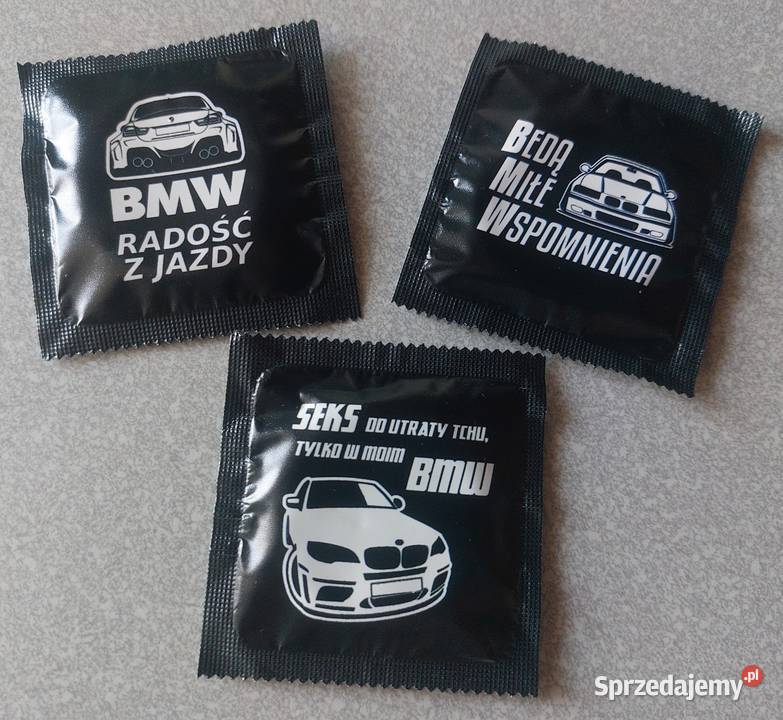 BMW
RADOŚĆ
Z JAZDY
BĘDĄ
MIŁE
WSPOMNIENIA
SEKS DO UTRATY TCHU,
TYLKO W MOIM
BMW
Sprzedajemy.pl